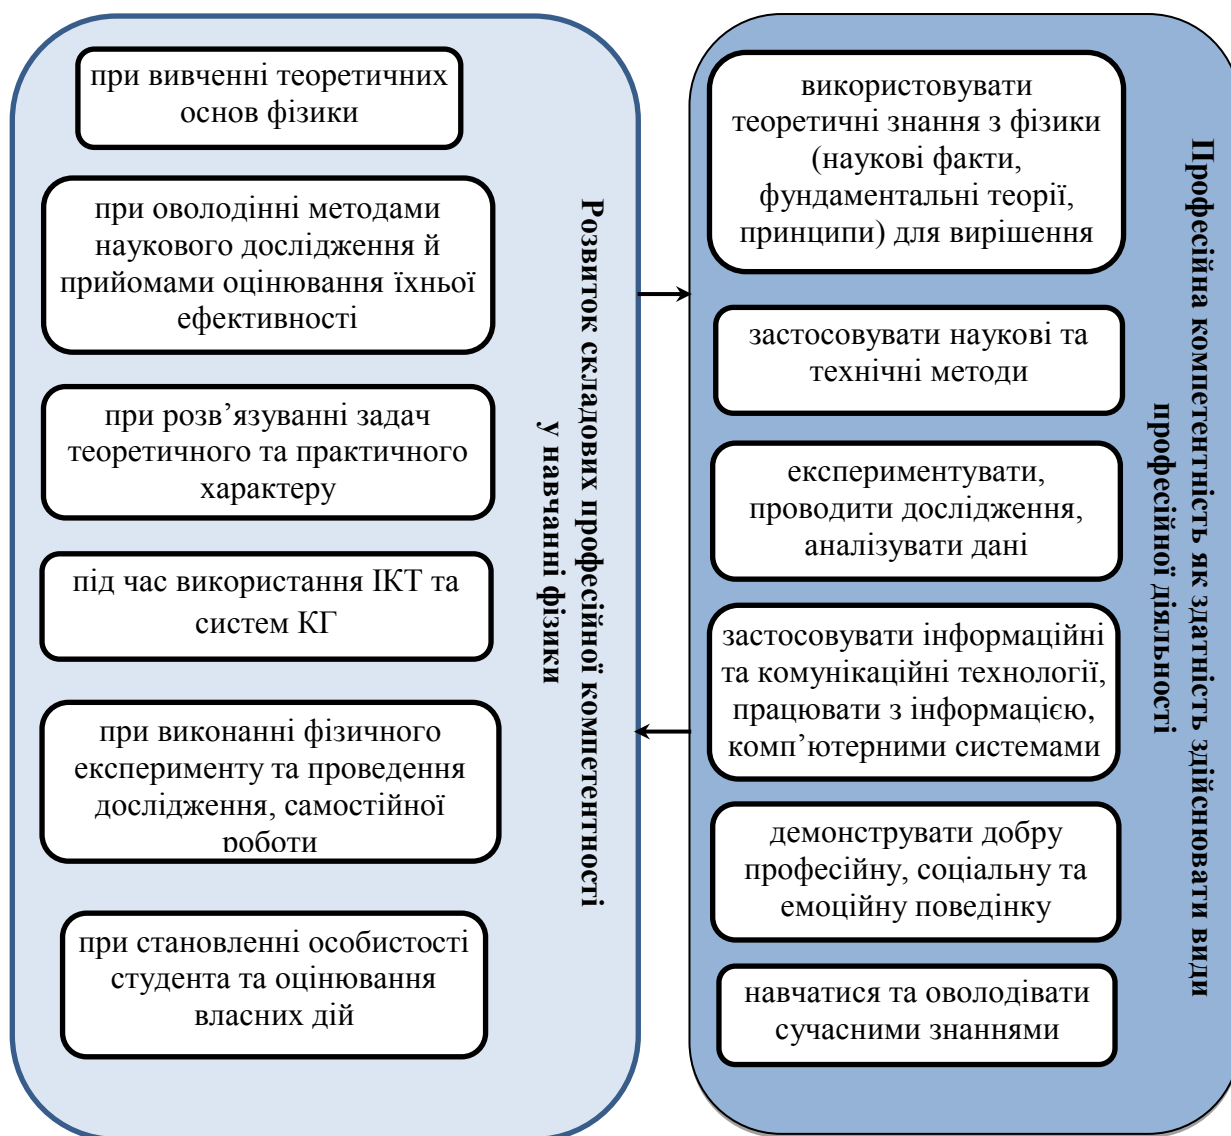 при вивченні теоретичних
основ фізики
при оволодінні методами
наукового дослідження й
прийомами оцінювання їхньої
ефективності
при розв’язуванні задач
теоретичного та практичного
характеру
під час використання ІКТ та
систем КГ
при виконанні фізичного
експерименту та проведення
дослідження, самостійної
роботи
при становленні особистості
студента та оцінювання
власних дій
Розвиток складових професійної компетентності
у навчанні фізики
використовувати
теоретичні знання з фізики
(наукові факти,
фундаментальні теорії,
принципи) для вирішення
застосовувати наукові та
технічні методи
експериментувати,
проводити дослідження,
аналізувати дані
застосовувати інформаційні
та комунікаційні технології,
працювати з інформацією,
комп’ютерними системами
демонструвати добру
професійну, соціальну та
емоційну поведінку
навчатися та оволодівати
сучасними знаннями
Професійна компетентність як здатність здійснювати види
професійної діяльності